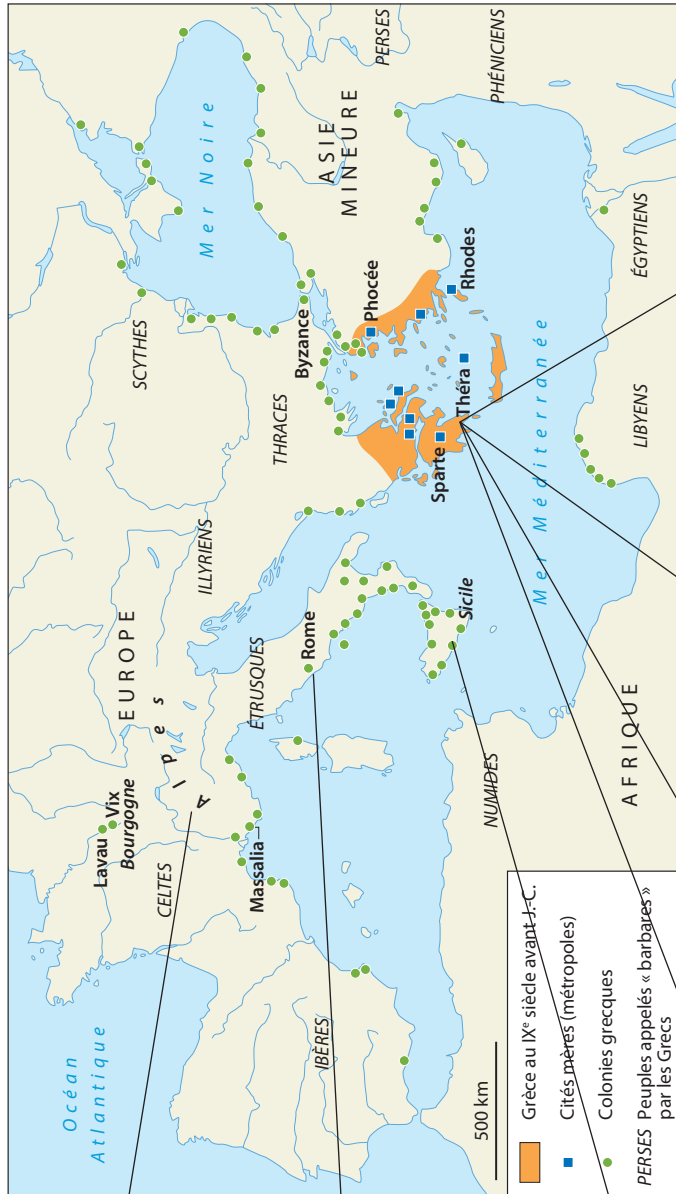 Océan
Atlantique
Lavau
Vix
Bourgogne
CELTES
EUROPE
Alpes
Massalia
IBÈRES
ÉTRUSQUES
Rome
ILLYRIENS
SCYTHES
THRACES
Mer Noire
Byzance
ASIE
MINEURE
PERSES
PHÉNICIENS
Phocée
Rhodes
Théra
Sparte
Sicile
Mer Méditerranée
NUMIDES
AFRIQUE
LIBYENS
ÉGYPTIENS
500 km
Grèce au IXe siècle avant J.-C.
Cités mères (métropoles)
Colonies grecques
PERSES Peuples appelés « barbares »
par les Grecs